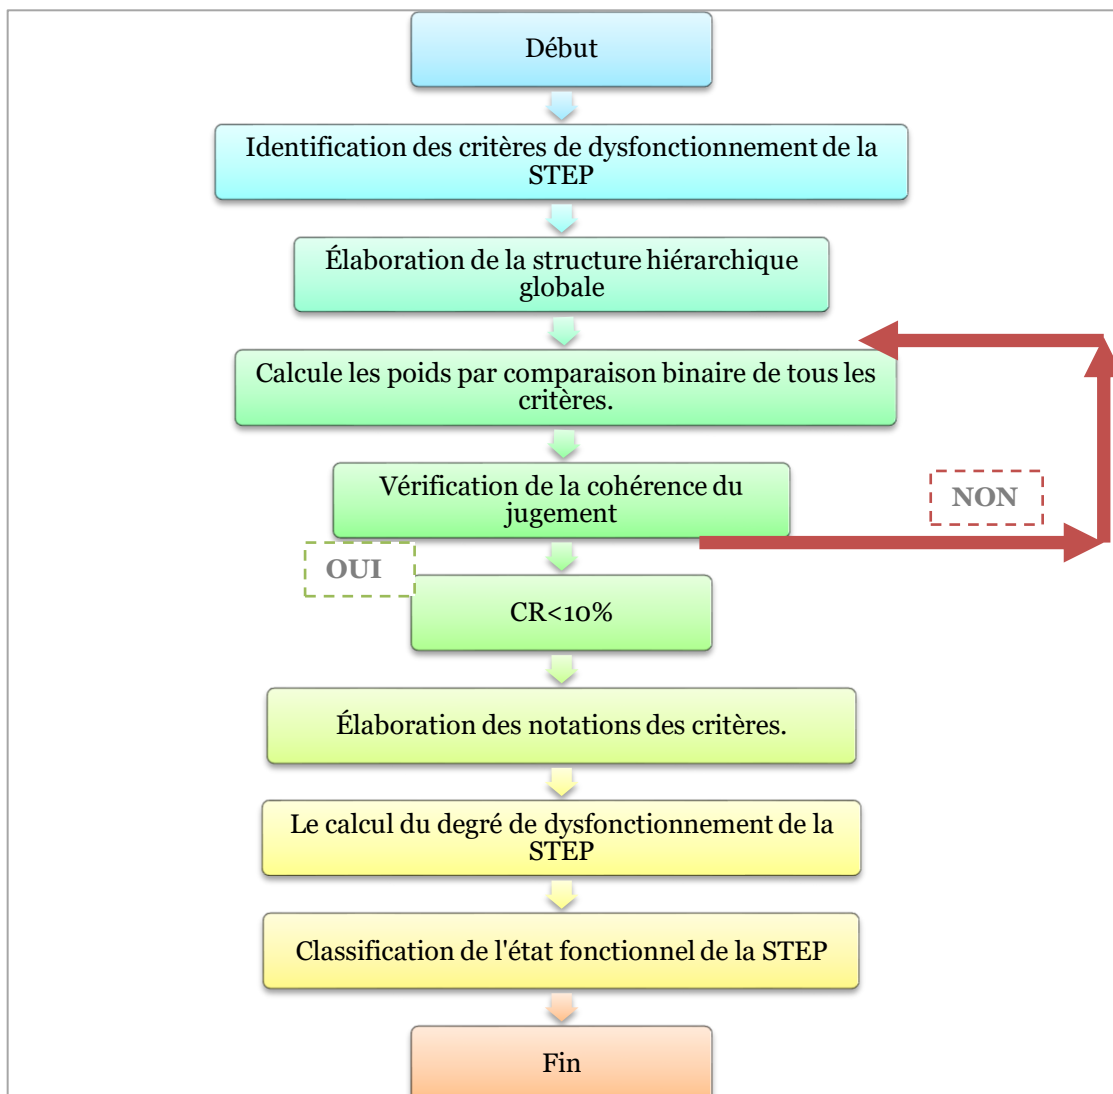 Début
Identification des critères de dysfonctionnement de la
STEP
Élaboration de la structure hiérarchique
globale
Calcule les poids par comparaison binaire de tous les
critères.
Vérification de la cohérence du
jugement
NON
OUI
CR<10%
Élaboration des notations des critères.
Le calcul du degré de dysfonctionnement de la
STEP
Classification de l'état fonctionnel de la STEP
Fin